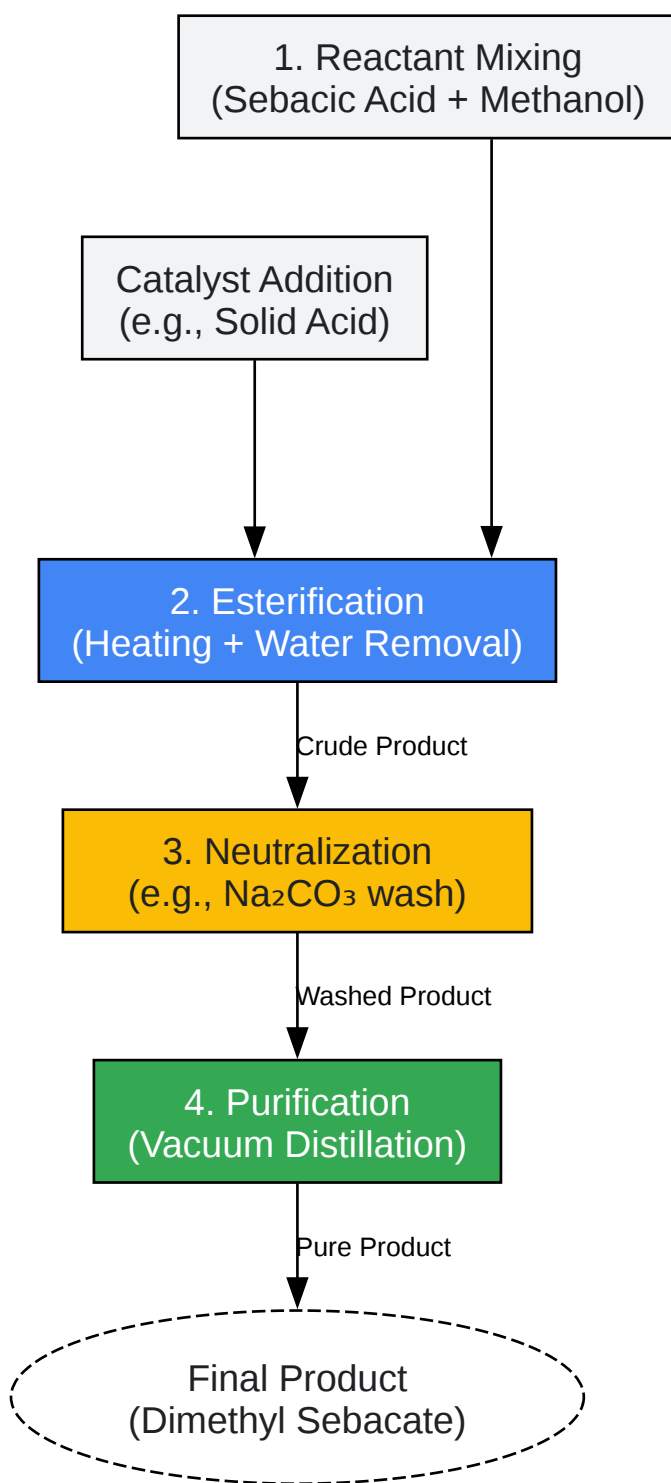 1. Reactant Mixing
(Sebacic Acid + Methanol)
Catalyst Addition
(e.g., Solid Acid)
2. Esterification
(Heating + Water Removal)
Crude Product
3. Neutralization
(e.g., Na₂CO₃ wash)
Washed Product
4. Purification
(Vacuum Distillation)
Pure Product
Final Product
(Dimethyl Sebacate)